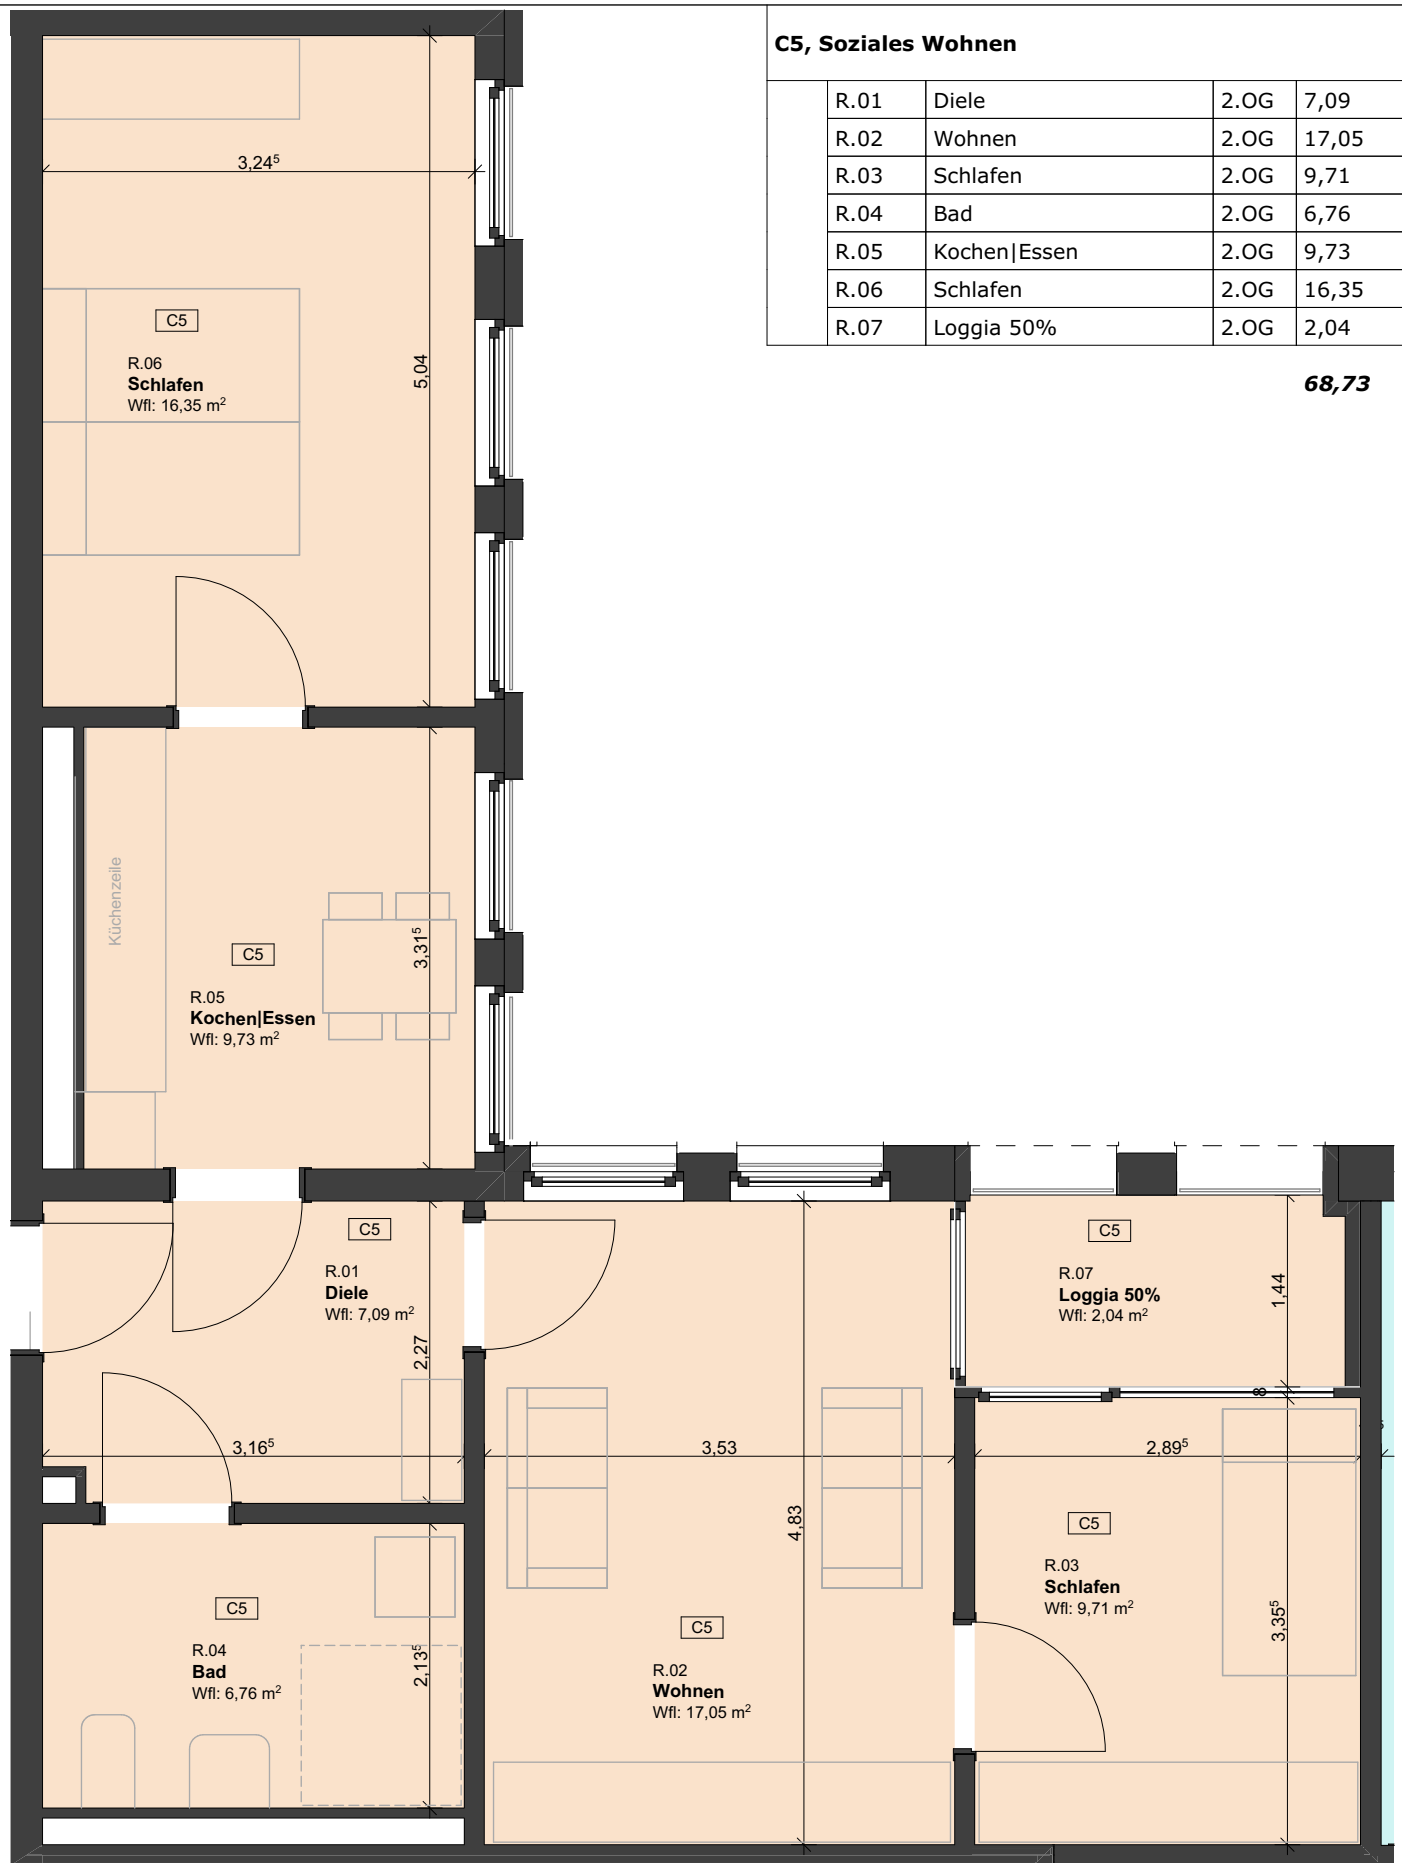 C5, Soziales Wohnen
R.01 Diele 2.OG 7,09
R.02 Wohnen 2.OG 17,05
R.03 Schlafen 2.OG 9,71
R.04 Bad 2.OG 6,76
R.05 Kochen|Essen 2.OG 9,73
R.06 Schlafen 2.OG 16,35
R.07 Loggia 50% 2.OG 2,04
68,73
3,24⁵
C5
R.06
Schlafen
Wfl: 16,35 m²
5,04
Küchenzeile
C5
R.05
Kochen|Essen
Wfl: 9,73 m²
3,31⁵
C5
R.01
Diele
Wfl: 7,09 m²
2,27
3,16⁵
C5
R.07
Loggia 50%
Wfl: 2,04 m²
1,44
8
3,53
2,89⁵
5
4,83
C5
R.03
Schlafen
Wfl: 9,71 m²
3,35⁵
C5
R.04
Bad
Wfl: 6,76 m²
2,13⁵
C5
R.02
Wohnen
Wfl: 17,05 m²